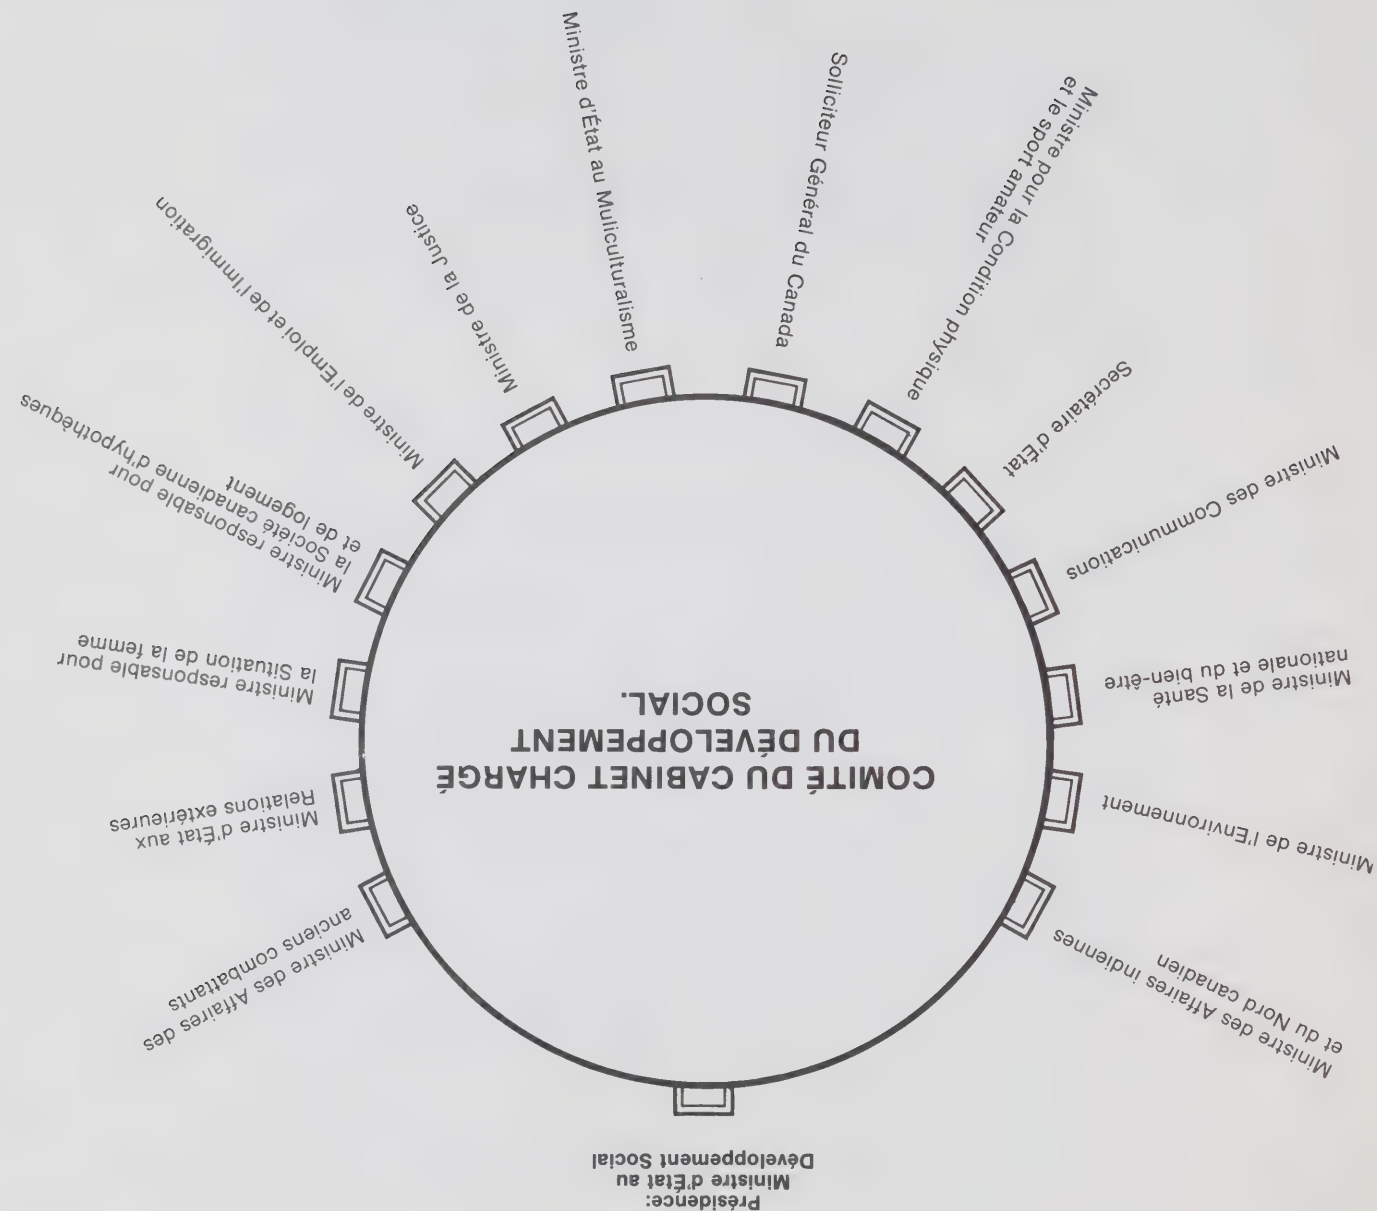 Présidence:
Ministre d'État au
Développement Social
Ministre des Affaires des
anciens combattants
Ministre d'État aux
Relations extérieures
Ministre responsable pour
la Situation de la femme
Ministre responsable pour
la Société canadienne d'hypothèques
et de logement
Ministre de l'Emploi et de l'Immigration
Ministre de la Justice
Ministre d'État au Muliculturalisme
Solliciteur Général du Canada
Ministre pour la Condition physique
et le sport amateur
Secrétaire d'État
Ministre des Communications
Ministre de la Santé
nationale et du bien-être
Ministre de l'Environnement
Ministre des Affaires indiennes
et du Nord canadien
COMITÉ DU CABINET CHARGÉ
DU DÉVELOPPEMENT
SOCIAL.